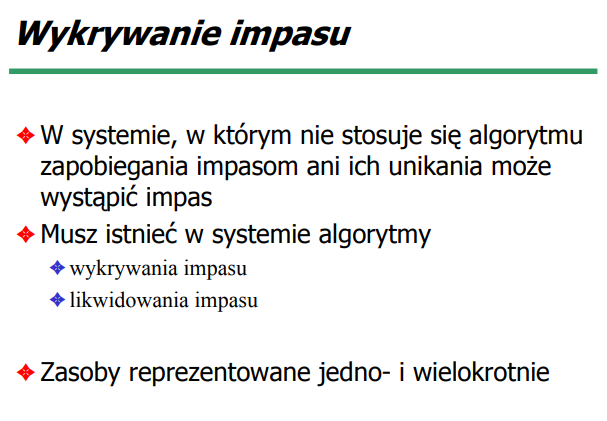 Wykrywanie impasu
W systemie, w którym nie stosuje się algorytmu
zapobiegania impasom ani ich unikania może
wystąpić impas
Musz istnieć w systemie algorytmy
wykrywania impasu
likwidowania impasu
Zasoby reprezentowane jedno- i wielokrotnie